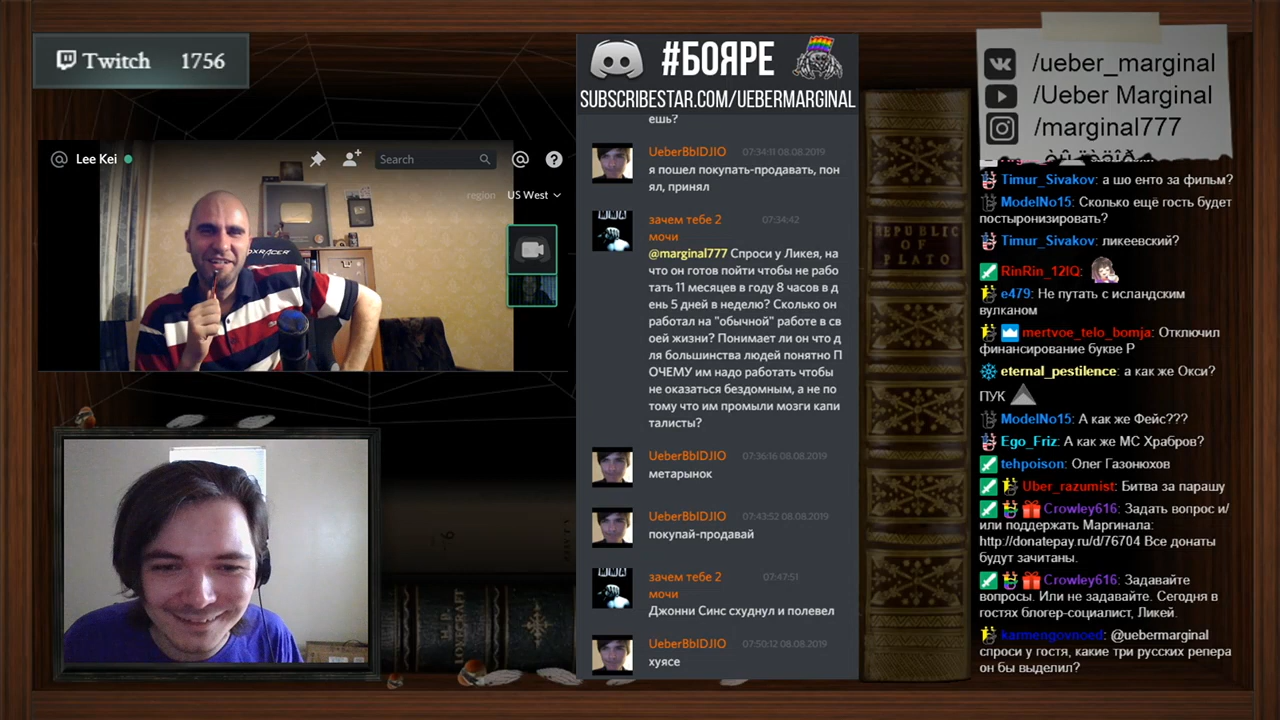 Twitch 1756
Lee Kei
Search
region
US West
#БОЯРЕ
SUBSCRIBESTAR.COM/UEBERMARGINAL
ешь?
UeberBbIDJIO 07:34:11 08.08.2019
я пошел покупать-продавать, пон
ял, принял
зачем тебе 2 07:34:42
мочи
@marginal777 Спроси у Ликея, на
что он готов пойти чтобы не рабо
тать 11 месяцев в году 8 часов в д
ень 5 дней в неделю? Сколько он
работал на "обычной" работе в св
оей жизни? Понимает ли он что д
ля большинства людей понятно П
ОЧЕМУ им надо работать чтобы
не оказаться бездомным, а не по
тому что им промыли мозги капи
талисты?
UeberBbIDJIO 07:36:16 08.08.2019
метарынок
UeberBbIDJIO 07:43:52 08.08.2019
покупай-продавай
зачем тебе 2 07:47:51
мочи
Джонни Синс схуднул и полевел
UeberBbIDJIO 07:50:12 08.08.2019
хуясе
REPUBLIC
OF
PLATO
H.P.
LOVECRAFT
/ueber_marginal
/Ueber Marginal
/marginal777
Timur_Sivakov: а шо енто за фильм?
ModelNo15: Сколько ещё гость будет
постыронизировать?
Timur_Sivakov: ликеевский?
RinRin_12IQ:
e479: Не путать с исландским
вулканом
mertvoe_telo_bomja: Отключил
финансирование букве Р
eternal_pestilence: а как же Окси?
ПУК
ModelNo15: А как же Фейс???
Ego_Friz: А как же МС Храбров?
tehpoison: Олег Газонюхов
Uber_razumist: Битва за парашу
Crowley616: Задать вопрос и/
или поддержать Маргинала:
http://donatepay.ru/d/76704 Все донаты
будут зачитаны.
Crowley616: Задавайте
вопросы. Или не задавайте. Сегодня в
гостях блогер-социалист, Ликей.
karmengovnoed: @uebermarginal
спроси у гостя, какие три русских репера
он бы выделил?